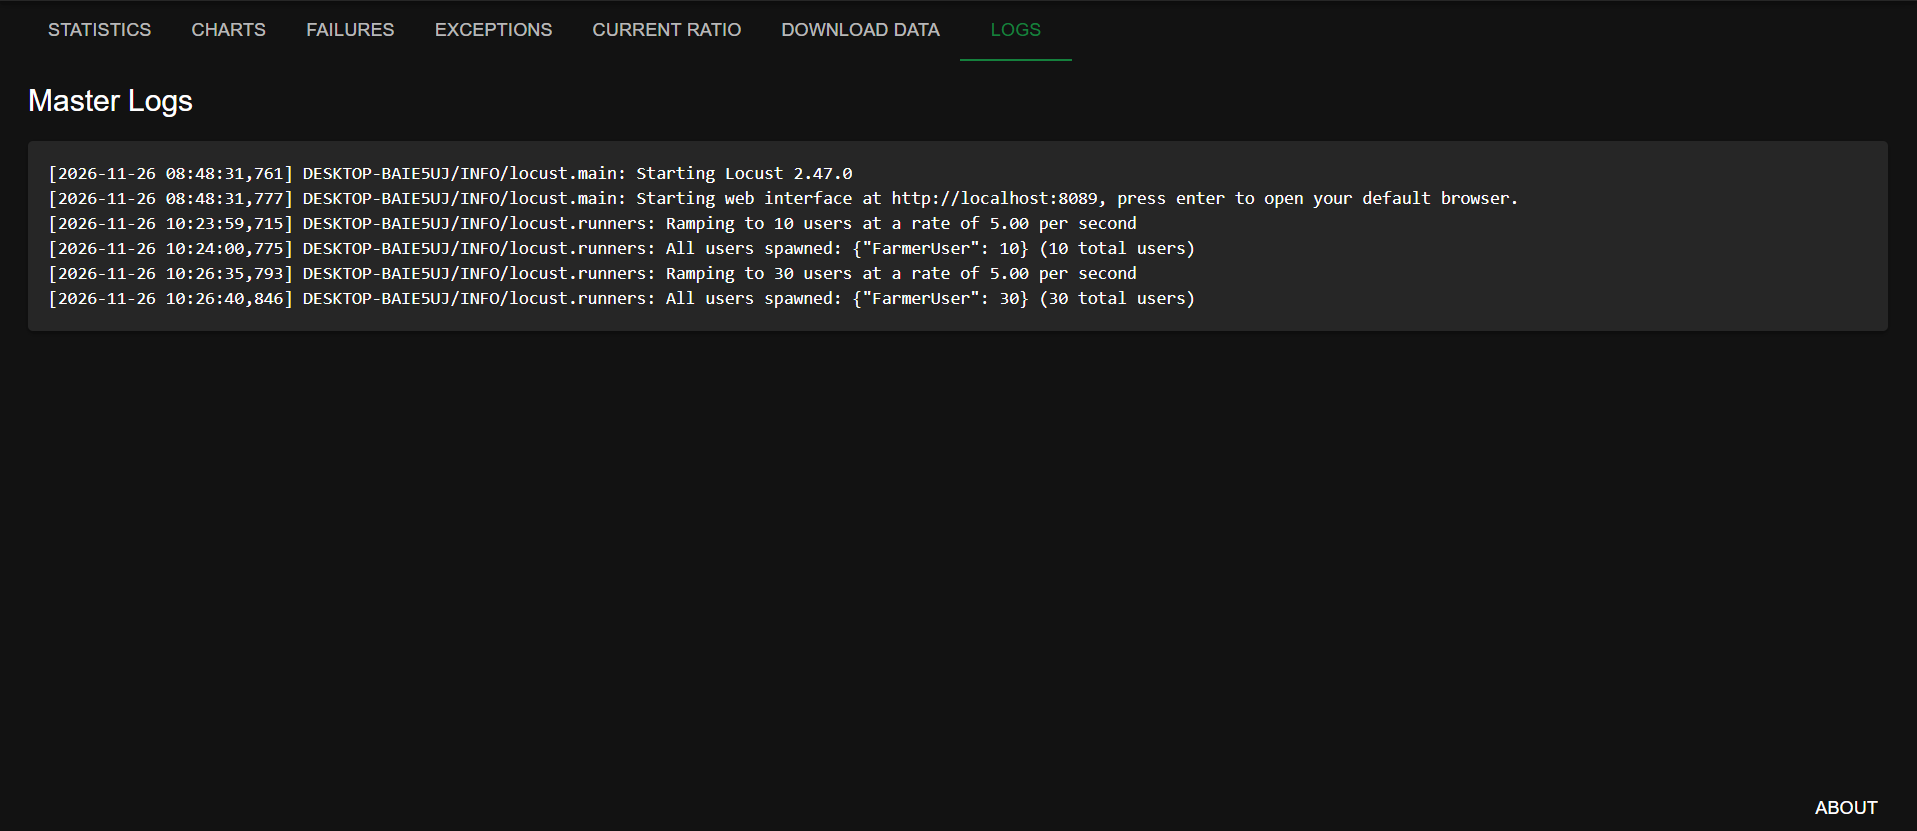 STATISTICS CHARTS FAILURES EXCEPTIONS CURRENT RATIO DOWNLOAD DATA LOGS
Master Logs
[2026-11-26 08:48:31,761] DESKTOP-BAIE5UJ/INFO/locust.main: Starting Locust 2.47.0
[2026-11-26 08:48:31,777] DESKTOP-BAIE5UJ/INFO/locust.main: Starting web interface at http://localhost:8089, press enter to open your default browser.
[2026-11-26 10:23:59,715] DESKTOP-BAIE5UJ/INFO/locust.runners: Ramping to 10 users at a rate of 5.00 per second
[2026-11-26 10:24:00,775] DESKTOP-BAIE5UJ/INFO/locust.runners: All users spawned: {"FarmerUser": 10} (10 total users)
[2026-11-26 10:26:35,793] DESKTOP-BAIE5UJ/INFO/locust.runners: Ramping to 30 users at a rate of 5.00 per second
[2026-11-26 10:26:40,846] DESKTOP-BAIE5UJ/INFO/locust.runners: All users spawned: {"FarmerUser": 30} (30 total users)
ABOUT